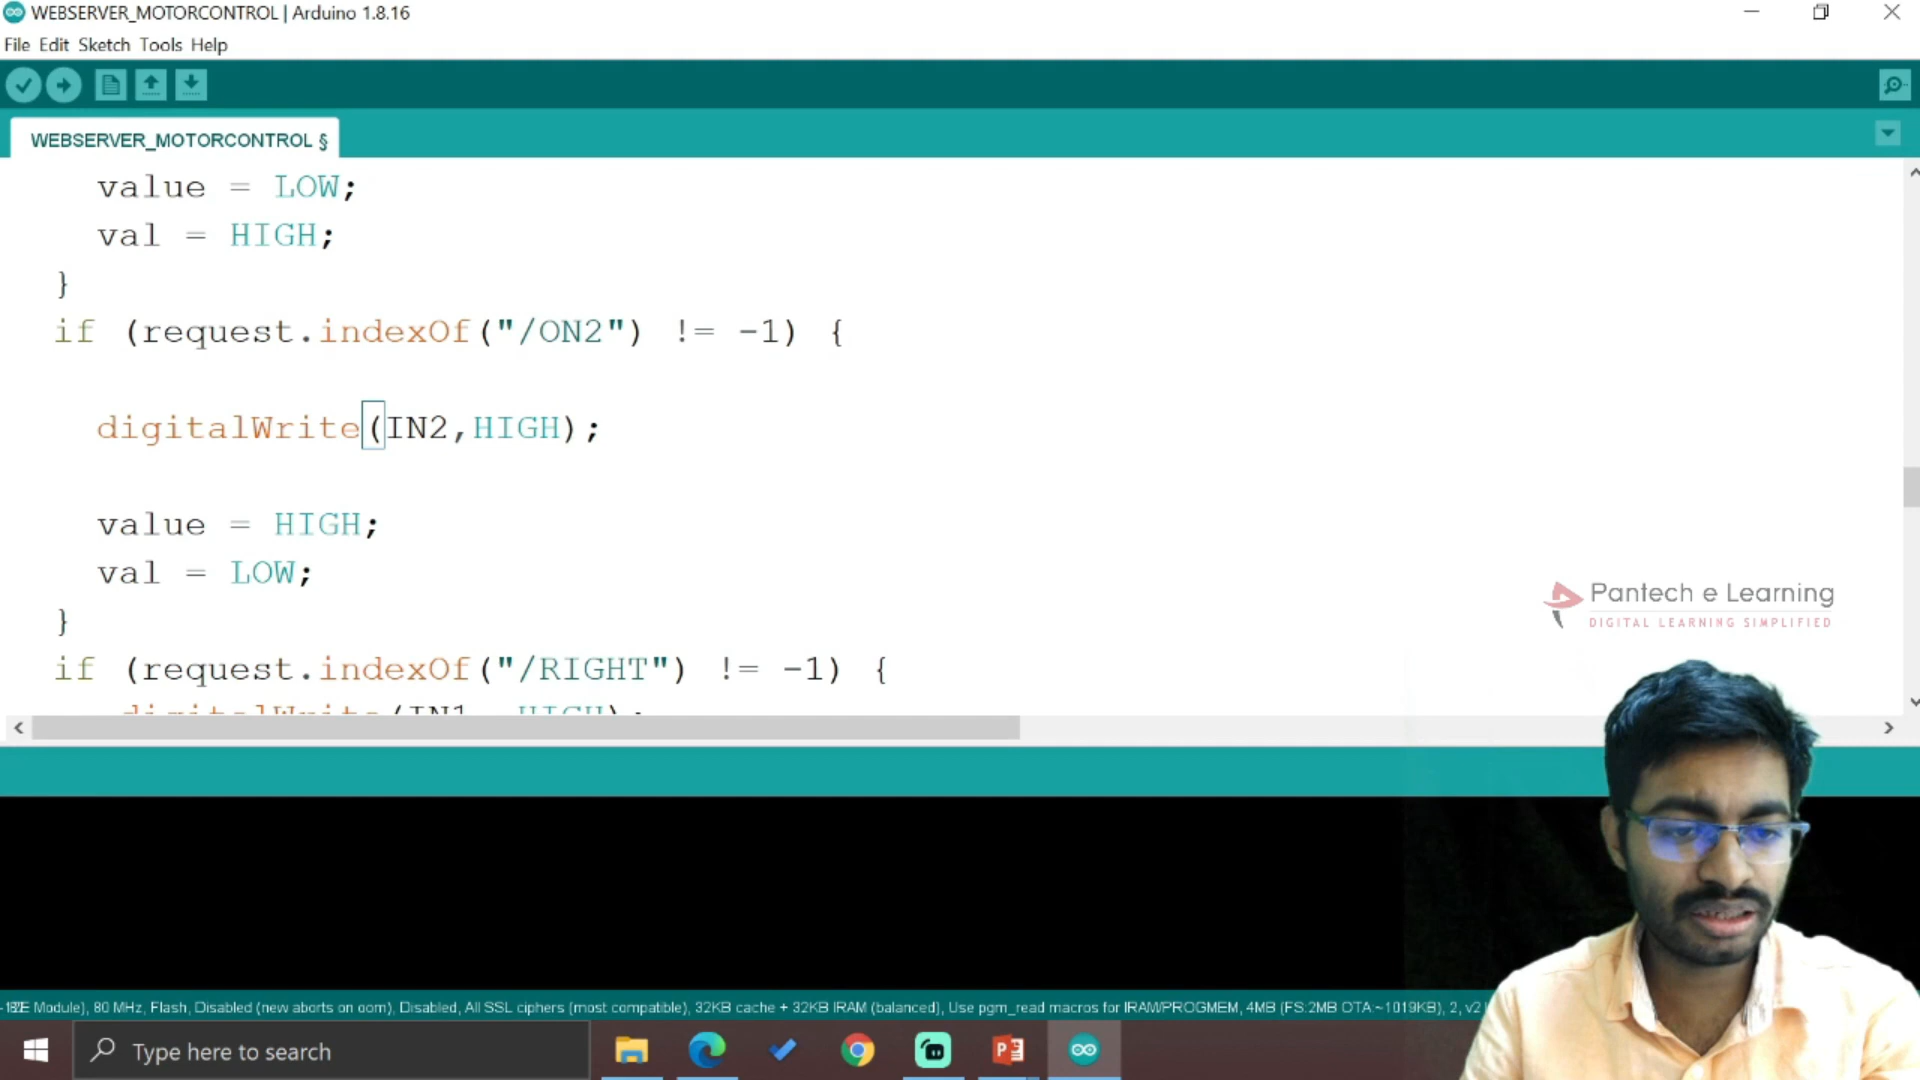 WEBSERVER_MOTORCONTROL | Arduino 1.8.16
File Edit Sketch Tools Help
WEBSERVER_MOTORCONTROL §
value = LOW;
val = HIGH;
}
if (request.indexOf("/ON2") != -1) {
digitalWrite(IN2,HIGH);
value = HIGH;
val = LOW;
}
if (request.indexOf("/RIGHT") != -1) {
digitalWrite(IN1, HIGH);
Pantech e Learning
DIGITAL LEARNING SIMPLIFIED
Module), 80 MHz, Flash, Disabled (new aborts on oom), Disabled, All SSL ciphers (most compatible), 32KB cache + 32KB IRAM (balanced), Use pgm_read macros for IRAM/PROGMEM, 4MB (FS:2MB OTA:~1019KB), 2, v2
Type here to search